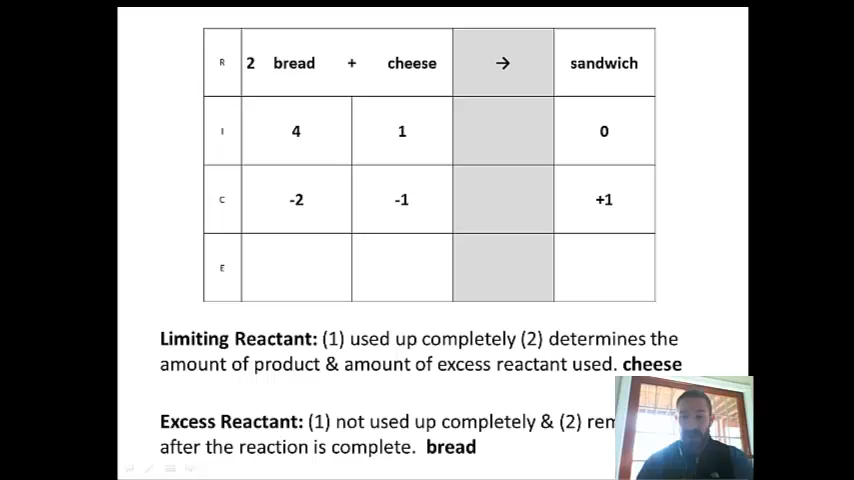 R 2 bread + cheese → sandwich
I 4 1 0
C -2 -1 +1
E
Limiting Reactant: (1) used up completely (2) determines the
amount of product & amount of excess reactant used. cheese
Excess Reactant: (1) not used up completely & (2)
after the reaction is complete. bread